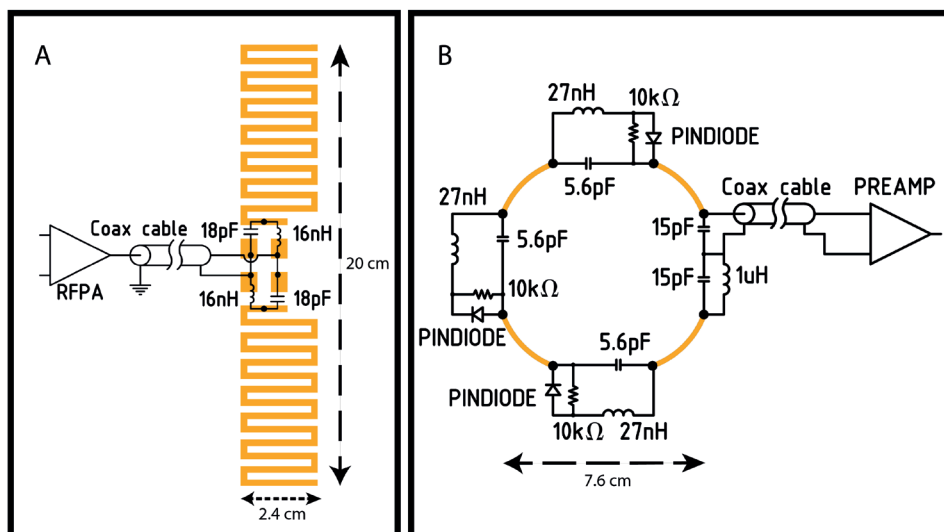 A
18pF
16nH
Coax cable
RFPA
16nH
18pF
20 cm
2.4 cm
B
27nH
10kΩ
PINDIODE
5.6pF
27nH
5.6pF
10kΩ
PINDIODE
Coax cable
PREAMP
15pF
15pF
1uH
5.6pF
PINDIODE
10kΩ
27nH
7.6 cm